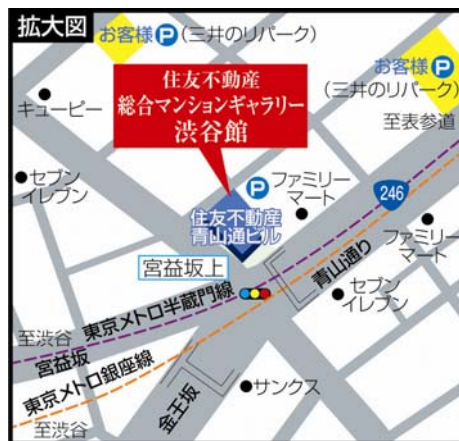 拡大図
お客様 P (三井のリパーク)
お客様 P
(三井のリパーク)
キューピー
住友不動産
総合マンションギャラリー
渋谷館
至表参道
セブン
イレブン
P
ファミリー
マート
246
住友不動産
青山通ビル
ファミリー
マート
宮益坂上
青山通り
セブン
イレブン
東京メトロ半蔵門線
至渋谷
宮益坂
東京メトロ銀座線
サンクス
金王坂
至渋谷